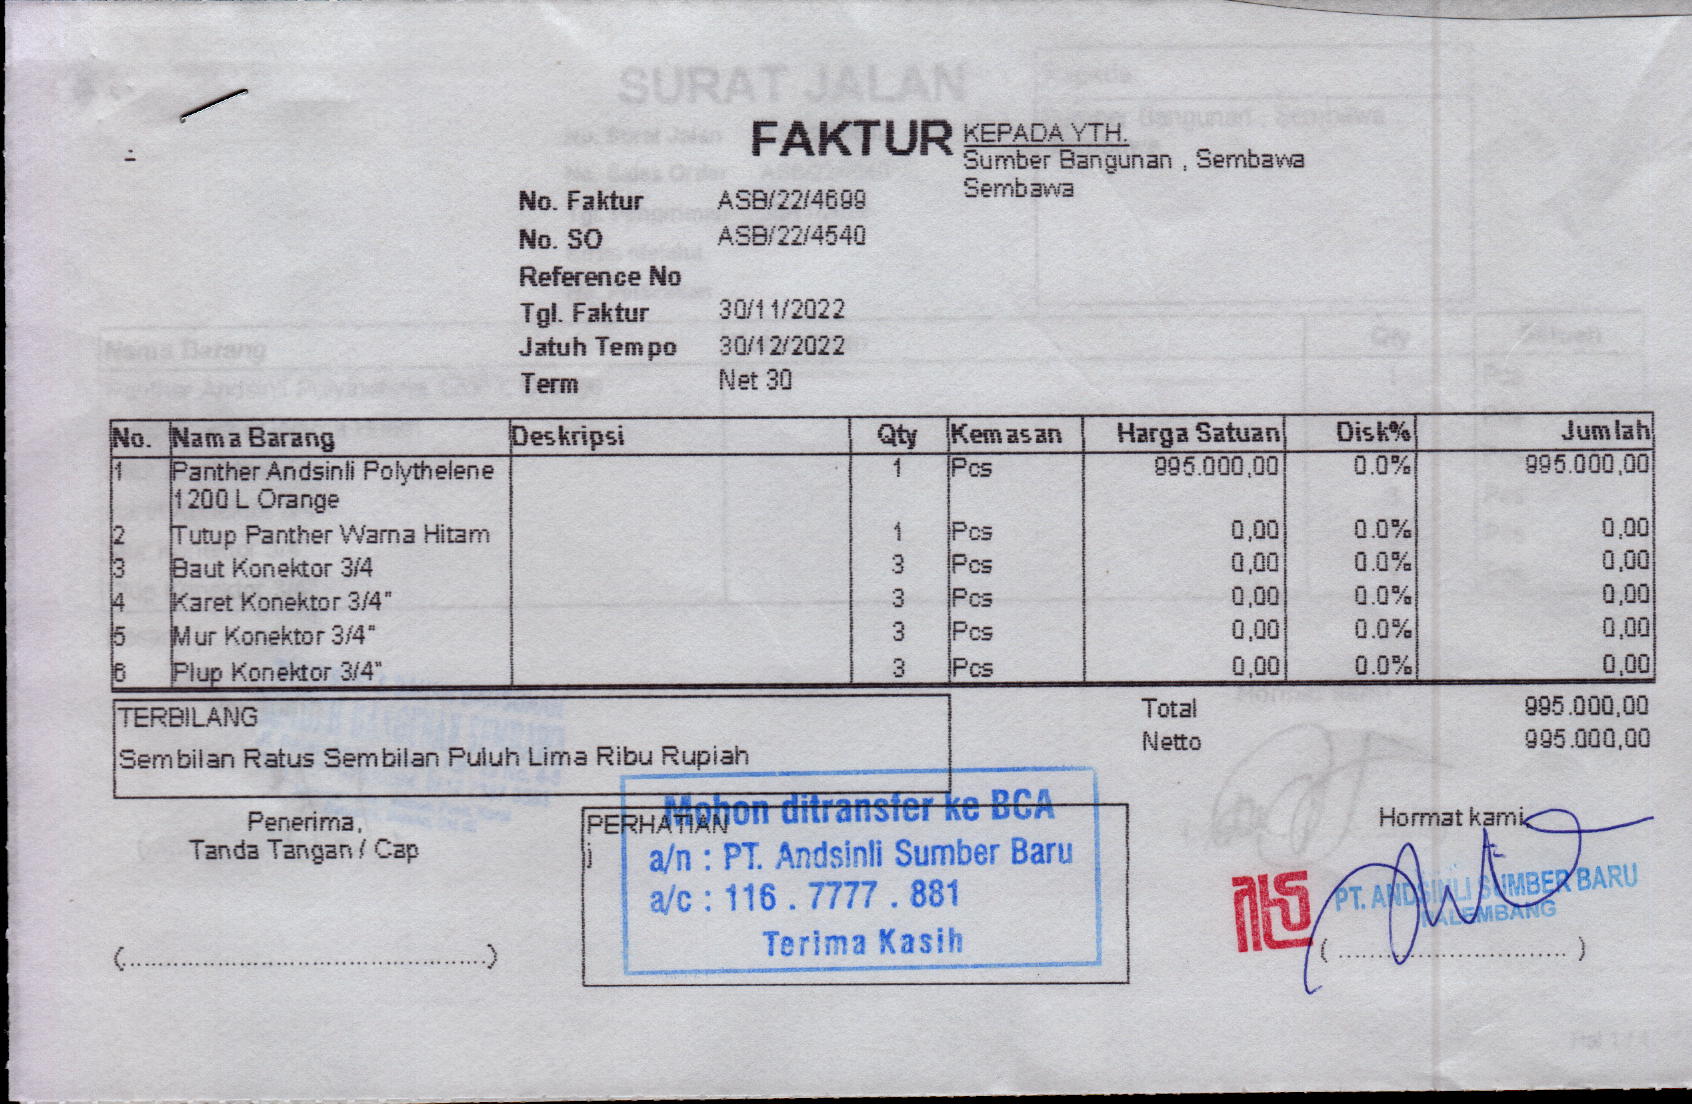 FAKTUR
KEPADA YTH.
Sumber Bangunan , Sembawa
Sembawa
No. Faktur ASB/22/4699
No. SO ASB/22/4540
Reference No
Tgl. Faktur 30/11/2022
Jatuh Tempo 30/12/2022
Term Net 30
No. Nama Barang Deskripsi Qty Kemasan Harga Satuan Disk% Jumlah
1 Panther Andsinli Polythelene 1 Pcs 995.000,00 0.0% 995.000,00
1200 L Orange
2 Tutup Panther Warna Hitam 1 Pcs 0,00 0.0% 0,00
3 Baut Konektor 3/4 3 Pcs 0,00 0.0% 0,00
4 Karet Konektor 3/4" 3 Pcs 0,00 0.0% 0,00
5 Mur Konektor 3/4" 3 Pcs 0,00 0.0% 0,00
6 Plup Konektor 3/4" 3 Pcs 0,00 0.0% 0,00
TERBILANG
Sembilan Ratus Sembilan Puluh Lima Ribu Rupiah
Total 995.000,00
Netto 995.000,00
Penerima,
Tanda Tangan / Cap
(................................................)
PERHATIAN
j
Mohon ditransfer ke BCA
a/n : PT. Andsinli Sumber Baru
a/c : 116 . 7777 . 881
Terima Kasih
Hormat kami
PT. ANDSINLI SUMBER BARU
PALEMBANG
( .............................. )
SURAT JALAN